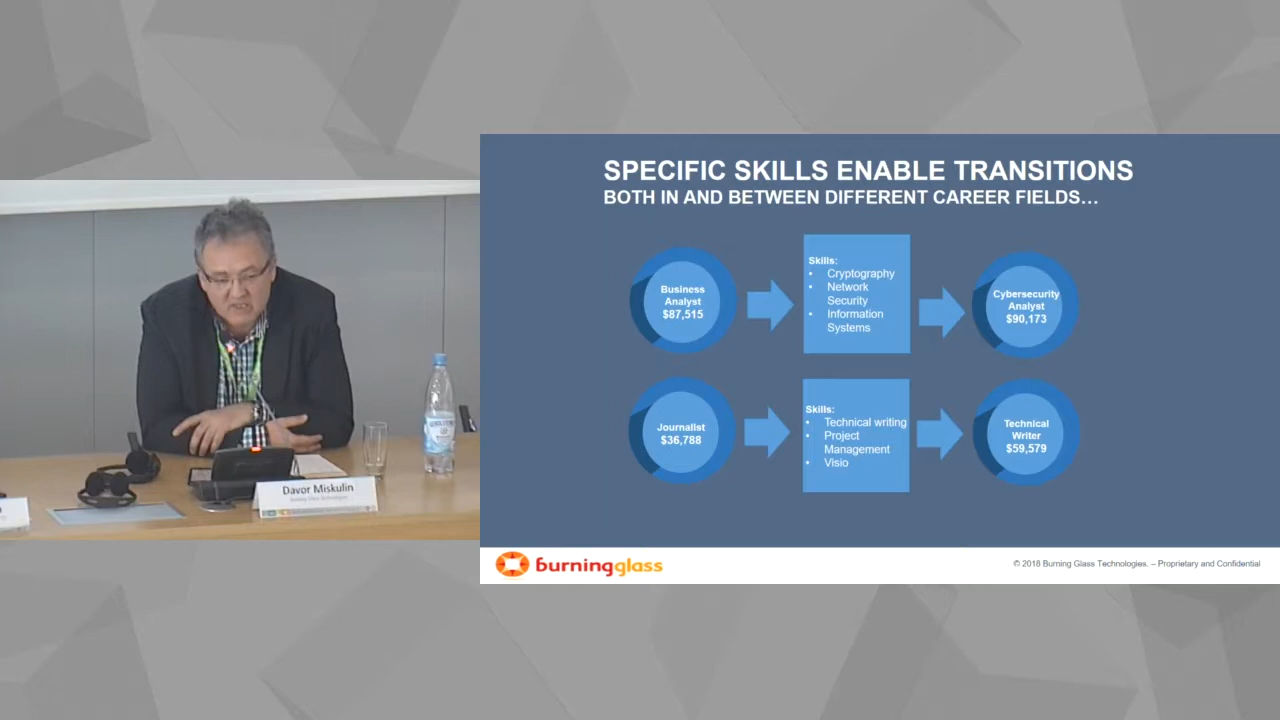 SPECIFIC SKILLS ENABLE TRANSITIONS
BOTH IN AND BETWEEN DIFFERENT CAREER FIELDS…
Business
Analyst
$87,515
Skills:
• Cryptography
• Network
Security
• Information
Systems
Cybersecurity
Analyst
$90,173
Journalist
$36,788
Skills:
• Technical writing
• Project
Management
• Visio
Technical
Writer
$59,579
Davor Miskulin
burningglass
© 2018 Burning Glass Technologies. – Proprietary and Confidential